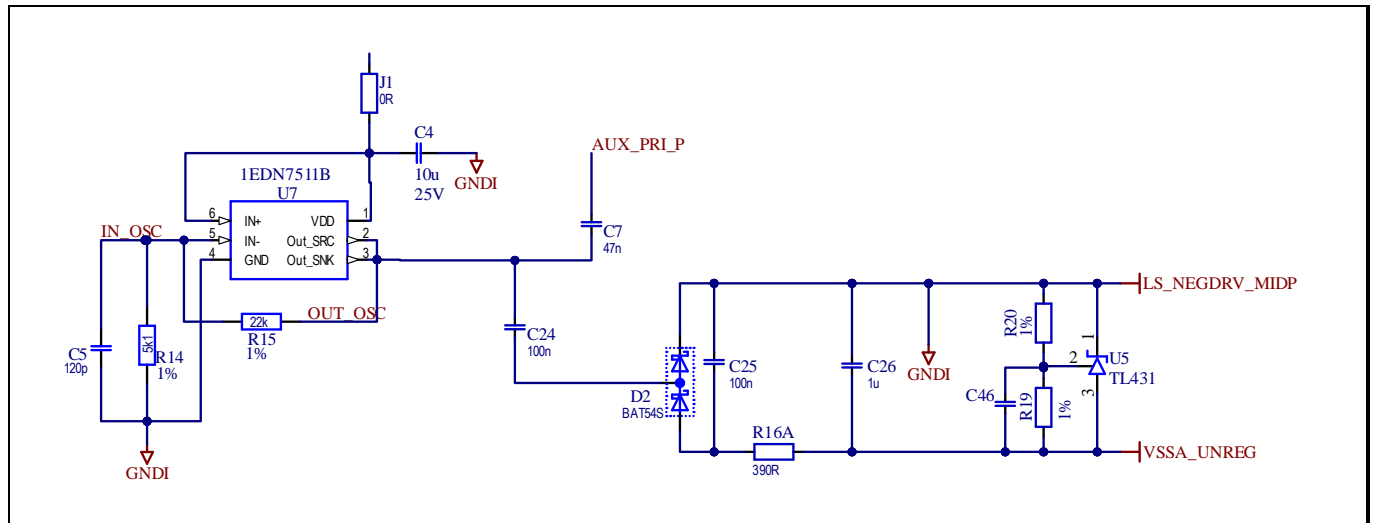 J1
0R
C4
10u
25V
GNDI
AUX_PRI_P
C7
47n
1EDN7511B
U7
6 IN+ VDD 1
5 IN- Out_SRC 2
4 GND Out_SNK 3
IN_OSC
OUT_OSC
22k
R15
1%
C5
120p
5k1
R14
1%
GNDI
C24
100n
D2
BAT54S
C25
100n
R16A
390R
C26
1u
GNDI
R20
1%
C46
R19
1%
1
2
3
U5
TL431
LS_NEGDRV_MIDP
VSSA_UNREG